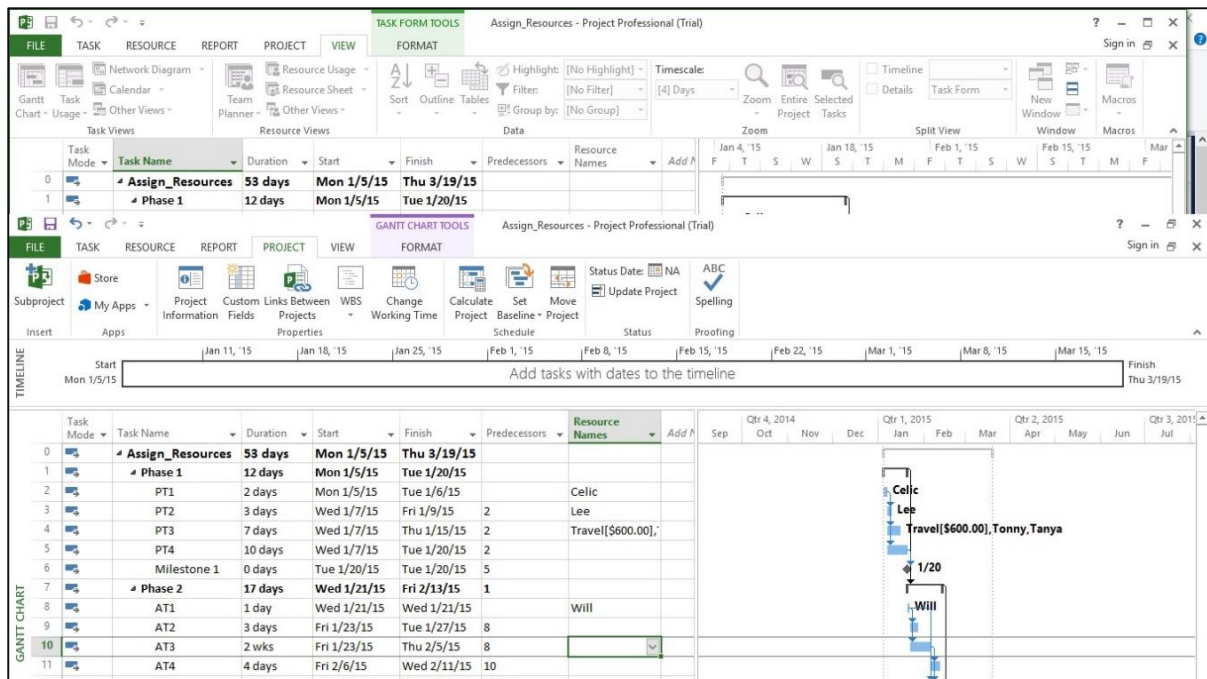 TASK FORM TOOLS Assign_Resources - Project Professional (Trial)
FILE TASK RESOURCE REPORT PROJECT VIEW FORMAT Sign in
Gantt Chart Task Usage Network Diagram Calendar Other Views
Team Planner Resource Usage Resource Sheet Other Views
Sort Outline Tables Highlight: [No Highlight] Filter: [No Filter] Group by: [No Group]
Timescale: [4] Days Zoom Entire Project Selected Tasks
Timeline Details Task Form New Window Macros
Task Views Resource Views Data Zoom Split View Window Macros
Task Mode Task Name Duration Start Finish Predecessors Resource Names Add N
Jan 4, '15 Jan 18, '15 Feb 1, '15 Feb 15, '15 Mar
F T S W S T M F T S W S T M F
0 Assign_Resources 53 days Mon 1/5/15 Thu 3/19/15
1 Phase 1 12 days Mon 1/5/15 Tue 1/20/15
GANTT CHART TOOLS Assign_Resources - Project Professional (Trial)
FILE TASK RESOURCE REPORT PROJECT VIEW FORMAT Sign in
Subproject Store My Apps Project Information Custom Fields Links Between Projects WBS Change Working Time
Calculate Project Set Baseline Move Project Status Date: NA Update Project ABC Spelling
Insert Apps Properties Schedule Status Proofing
TIMELINE
Jan 11, '15 Jan 18, '15 Jan 25, '15 Feb 1, '15 Feb 8, '15 Feb 15, '15 Feb 22, '15 Mar 1, '15 Mar 8, '15 Mar 15, '15
Start Mon 1/5/15 Add tasks with dates to the timeline Finish Thu 3/19/15
Task Mode Task Name Duration Start Finish Predecessors Resource Names Add N
Qtr 4, 2014 Qtr 1, 2015 Qtr 2, 2015 Qtr 3, 2015
Sep Oct Nov Dec Jan Feb Mar Apr May Jun Jul
0 Assign_Resources 53 days Mon 1/5/15 Thu 3/19/15
1 Phase 1 12 days Mon 1/5/15 Tue 1/20/15
2 PT1 2 days Mon 1/5/15 Tue 1/6/15 Celic Celic
3 PT2 3 days Wed 1/7/15 Fri 1/9/15 2 Lee Lee
4 PT3 7 days Wed 1/7/15 Thu 1/15/15 2 Travel[$600.00], Travel[$600.00],Tonny,Tanya
5 PT4 10 days Wed 1/7/15 Tue 1/20/15 2
6 Milestone 1 0 days Tue 1/20/15 Tue 1/20/15 5 1/20
7 Phase 2 17 days Wed 1/21/15 Fri 2/13/15 1
8 AT1 1 day Wed 1/21/15 Wed 1/21/15 Will Will
9 AT2 3 days Fri 1/23/15 Tue 1/27/15 8
10 AT3 2 wks Fri 1/23/15 Thu 2/5/15 8
11 AT4 4 days Fri 2/6/15 Wed 2/11/15 10
GANTT CHART